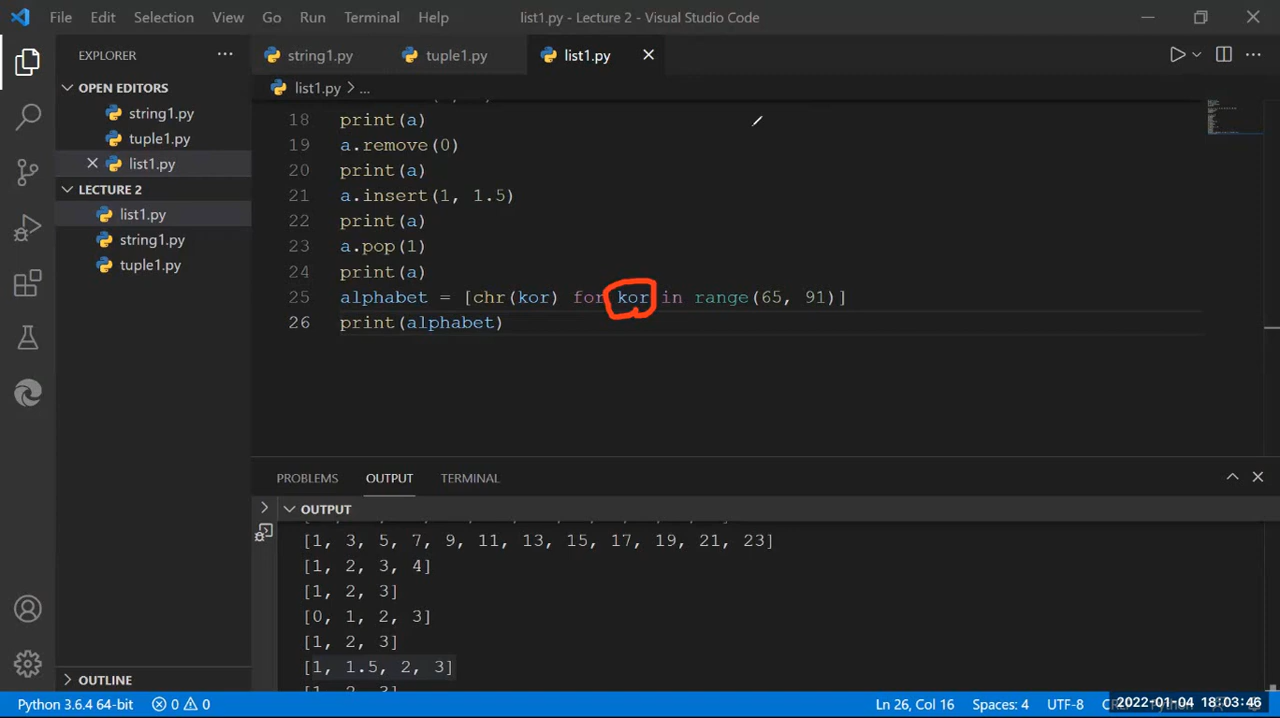 File Edit Selection View Go Run Terminal Help list1.py - Lecture 2 - Visual Studio Code
EXPLORER ...
string1.py tuple1.py list1.py
OPEN EDITORS
string1.py
tuple1.py
list1.py
LECTURE 2
list1.py
string1.py
tuple1.py
OUTLINE
list1.py > ...
18 print(a)
19 a.remove(0)
20 print(a)
21 a.insert(1, 1.5)
22 print(a)
23 a.pop(1)
24 print(a)
25 alphabet = [chr(kor) for kor in range(65, 91)]
26 print(alphabet)
PROBLEMS OUTPUT TERMINAL
OUTPUT
[1, 3, 5, 7, 9, 11, 13, 15, 17, 19, 21, 23]
[1, 2, 3, 4]
[1, 2, 3]
[0, 1, 2, 3]
[1, 2, 3]
[1, 1.5, 2, 3]
Python 3.6.4 64-bit 0 0 Ln 26, Col 16 Spaces: 4 UTF-8 2022-01-04 18:03:46